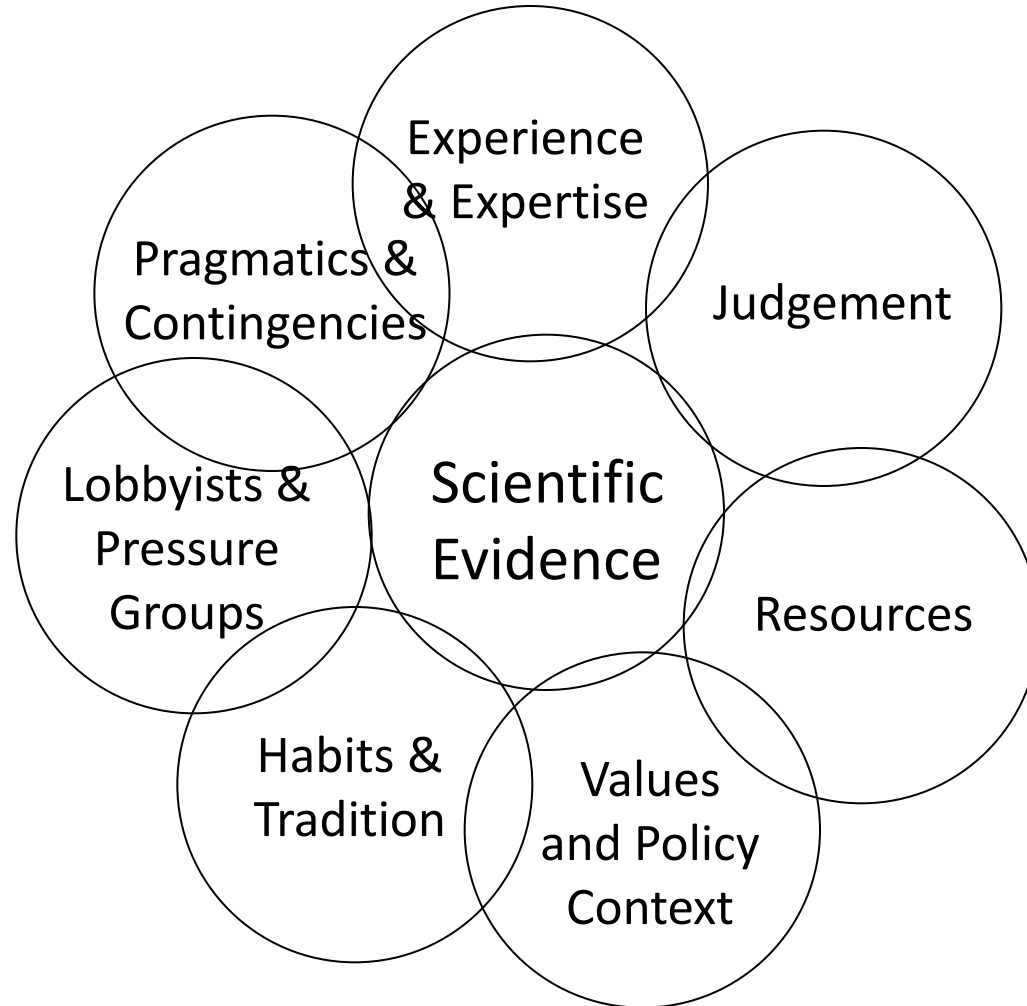 Experience
& Expertise
Pragmatics &
Contingencies
Judgement
Lobbyists &
Pressure
Groups
Scientific
Evidence
Resources
Habits &
Tradition
Values
and Policy
Context